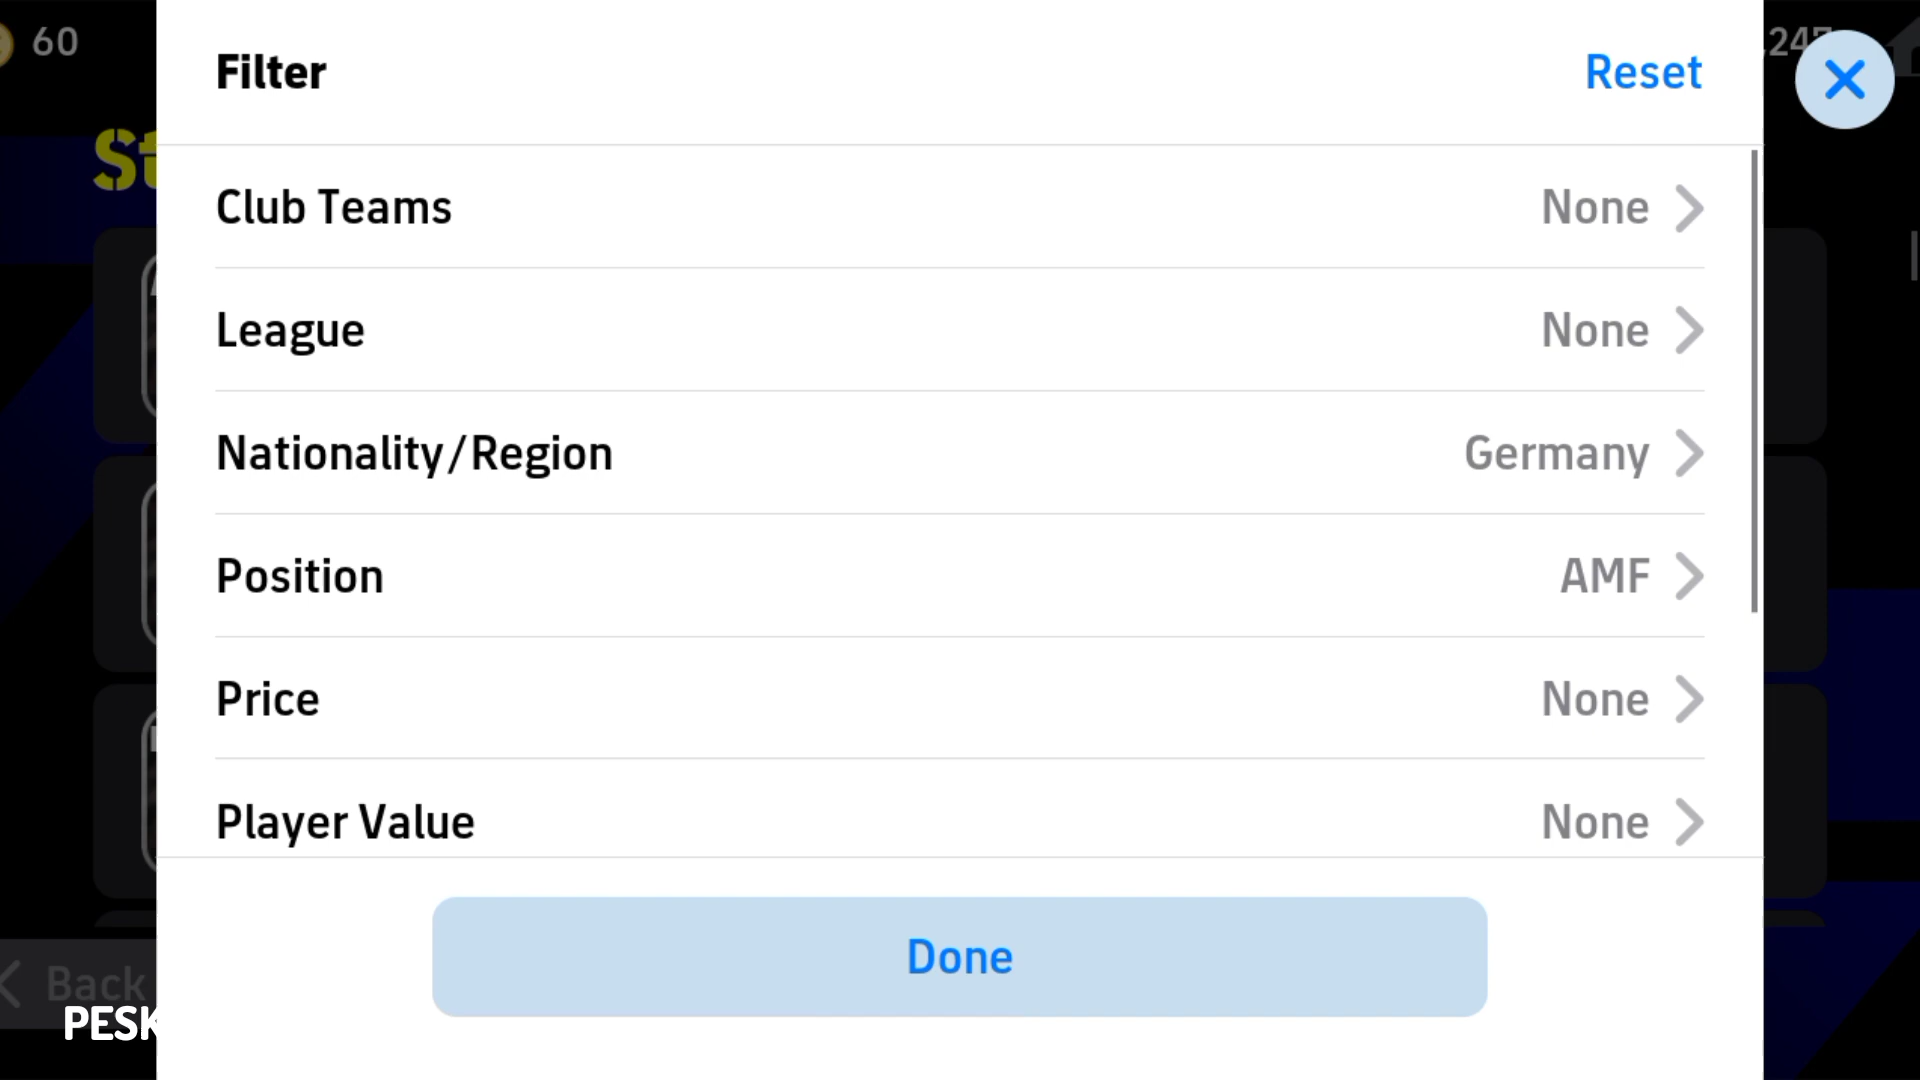 60
Filter
Reset
Club Teams
None
League
None
Nationality/Region
Germany
Position
AMF
Price
None
Player Value
None
Done
Back